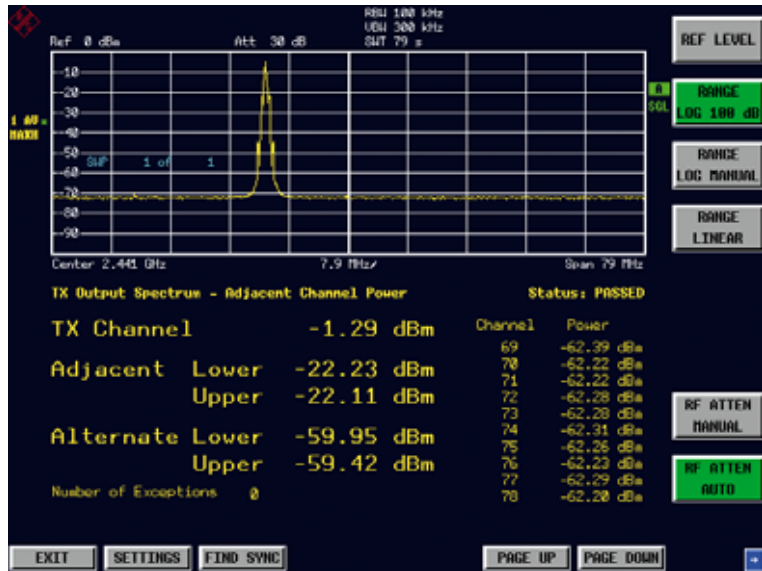 RBW 100 kHz
VBW 300 kHz
Ref 0 dBm Att 30 dB SWT 79 s
-10
-20
-30
-40
-50
-60
-70
-80
-90
1 AV
MAXH
SWP 1 of 1
A
SGL
Center 2.441 GHz 7.9 MHz/ Span 79 MHz
TX Output Spectrum - Adjacent Channel Power Status: PASSED
TX Channel -1.29 dBm
Adjacent Lower -22.23 dBm
Upper -22.11 dBm
Alternate Lower -59.95 dBm
Upper -59.42 dBm
Number of Exceptions 0
Channel Power
69 -62.39 dBm
70 -62.22 dBm
71 -62.22 dBm
72 -62.28 dBm
73 -62.28 dBm
74 -62.31 dBm
75 -62.26 dBm
76 -62.23 dBm
77 -62.29 dBm
78 -62.20 dBm
REF LEVEL
RANGE
LOG 100 dB
RANGE
LOG MANUAL
RANGE
LINEAR
RF ATTEN
MANUAL
RF ATTEN
AUTO
EXIT SETTINGS FIND SYNC PAGE UP PAGE DOWN